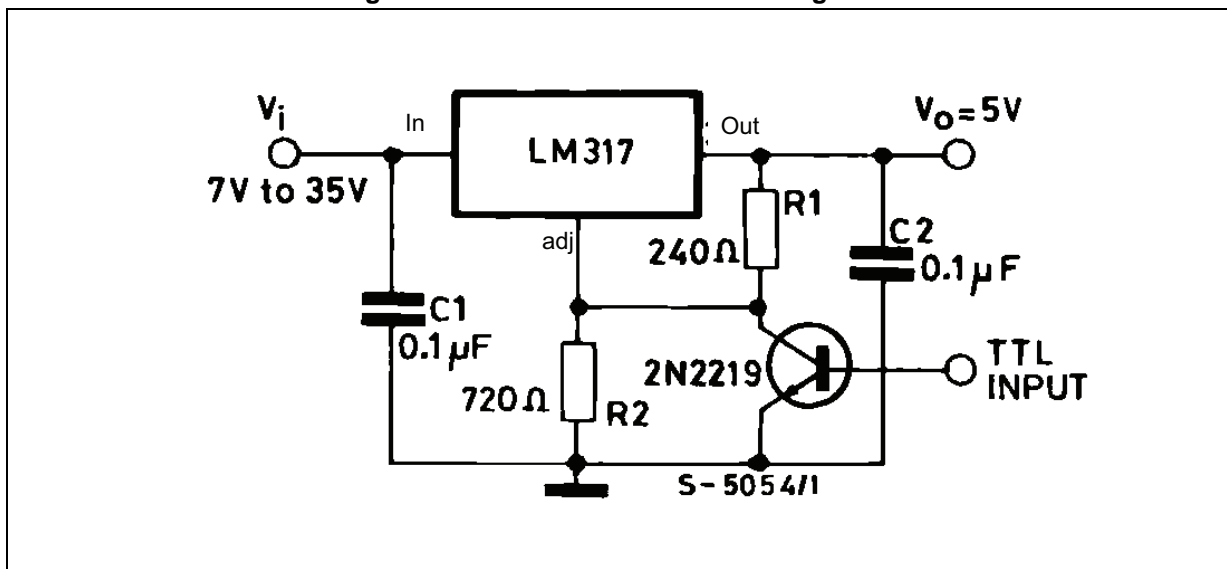 Vi
In
7V to 35V
LM317
Out
Vo=5V
adj
R1
240Ω
C2
0.1µF
C1
0.1µF
720Ω
R2
2N2219
TTL
INPUT
S-5054/1